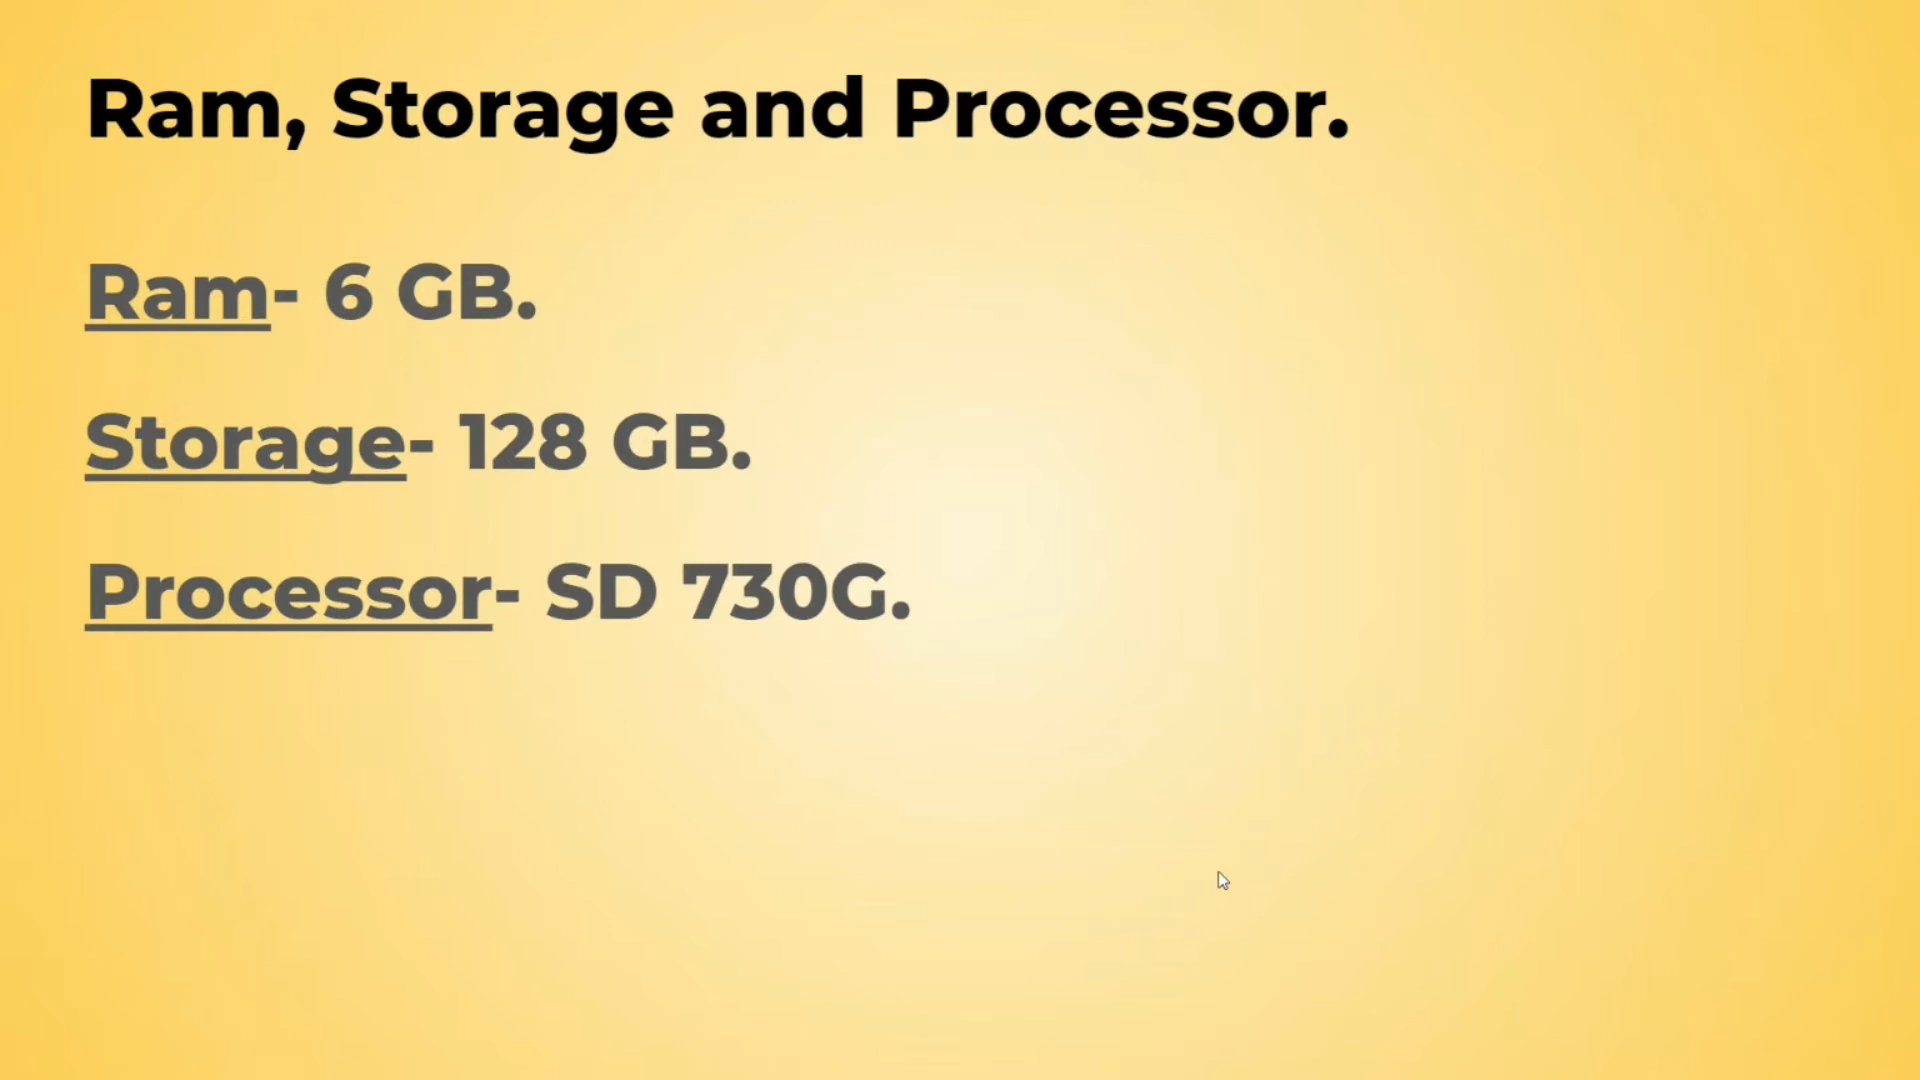 Ram, Storage and Processor.
Ram- 6 GB.
Storage- 128 GB.
Processor- SD 730G.